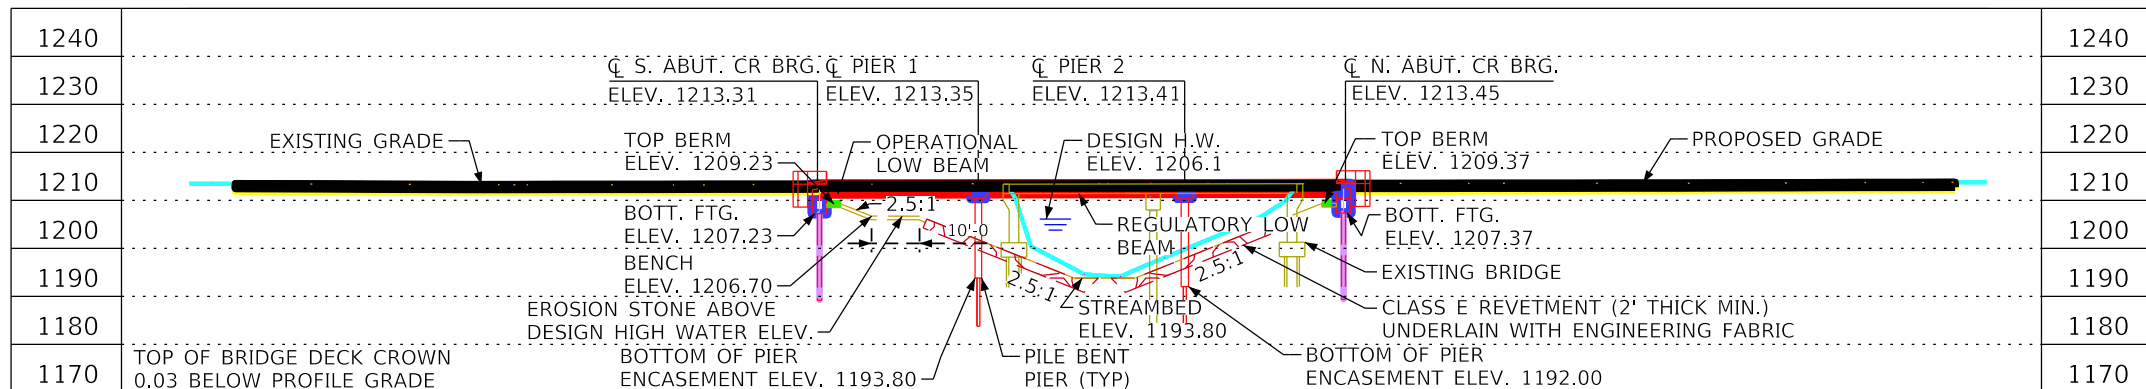 1240
1230
1220
1210
1200
1190
1180
1170
℄ S. ABUT. CR BRG.
ELEV. 1213.31
℄ PIER 1
ELEV. 1213.35
℄ PIER 2
ELEV. 1213.41
℄ N. ABUT. CR BRG.
ELEV. 1213.45
EXISTING GRADE
TOP BERM
ELEV. 1209.23
OPERATIONAL
LOW BEAM
DESIGN H.W.
ELEV. 1206.1
TOP BERM
ELEV. 1209.37
PROPOSED GRADE
BOTT. FTG.
ELEV. 1207.23
2.5:1
10'-0
REGULATORY LOW
BEAM
BOTT. FTG.
ELEV. 1207.37
BENCH
ELEV. 1206.70
2.5:1
2.5:1
EXISTING BRIDGE
EROSION STONE ABOVE
DESIGN HIGH WATER ELEV.
STREAMBED
ELEV. 1193.80
CLASS E REVETMENT (2' THICK MIN.)
UNDERLAIN WITH ENGINEERING FABRIC
TOP OF BRIDGE DECK CROWN
0.03 BELOW PROFILE GRADE
BOTTOM OF PIER
ENCASEMENT ELEV. 1193.80
PILE BENT
PIER (TYP)
BOTTOM OF PIER
ENCASEMENT ELEV. 1192.00
1240
1230
1220
1210
1200
1190
1180
1170